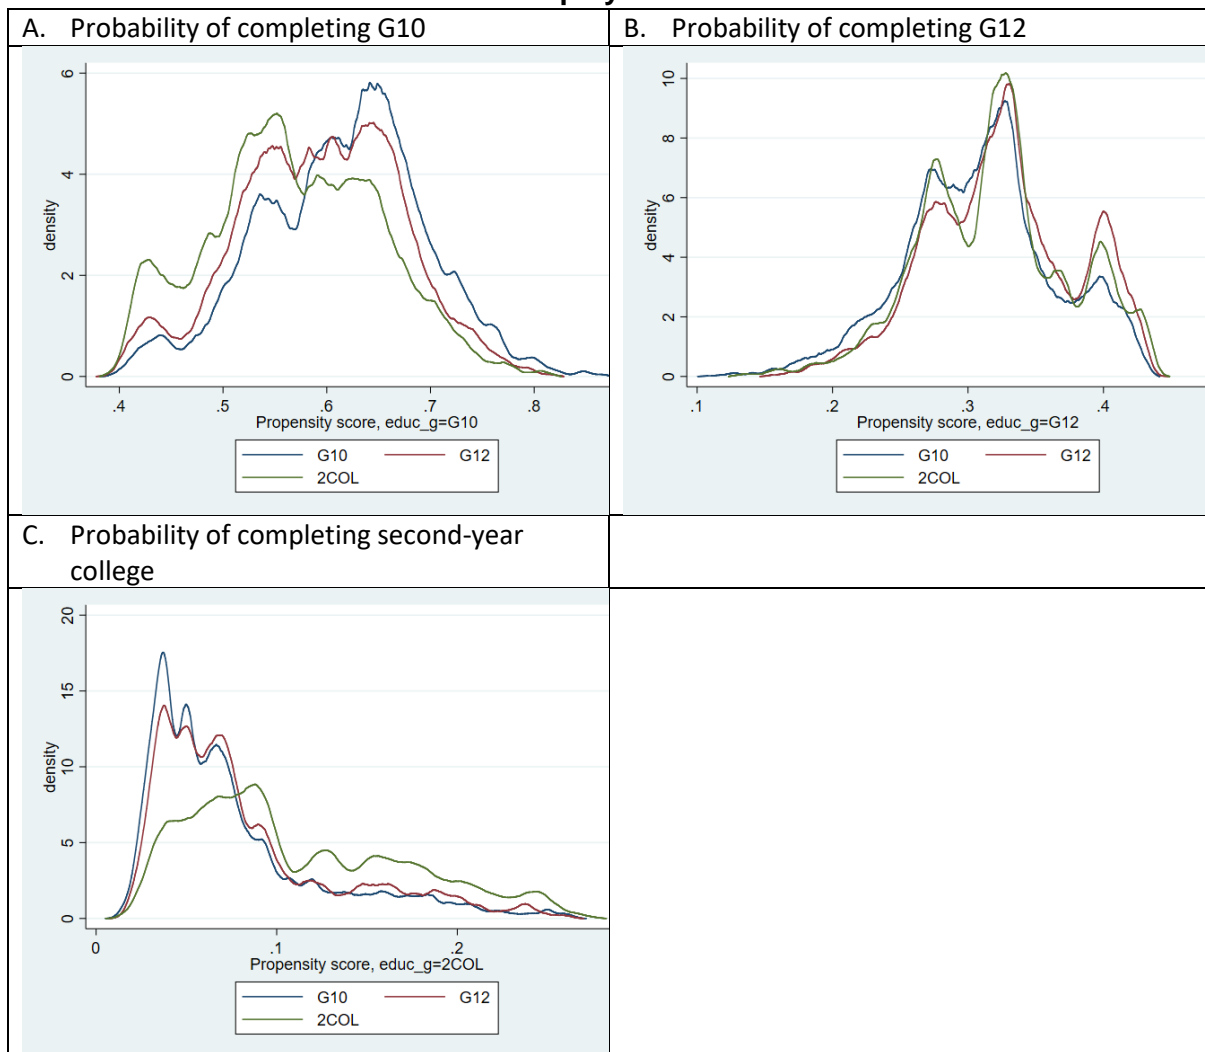 A. Probability of completing G10
B. Probability of completing G12
density
6
4
2
0
.4
.5
.6
.7
.8
Propensity score, educ_g=G10
G10
G12
2COL
density
10
8
6
4
2
0
.1
.2
.3
.4
Propensity score, educ_g=G12
G10
G12
2COL
C. Probability of completing second-year
college
density
20
15
10
5
0
0
.1
.2
Propensity score, educ_g=2COL
G10
G12
2COL